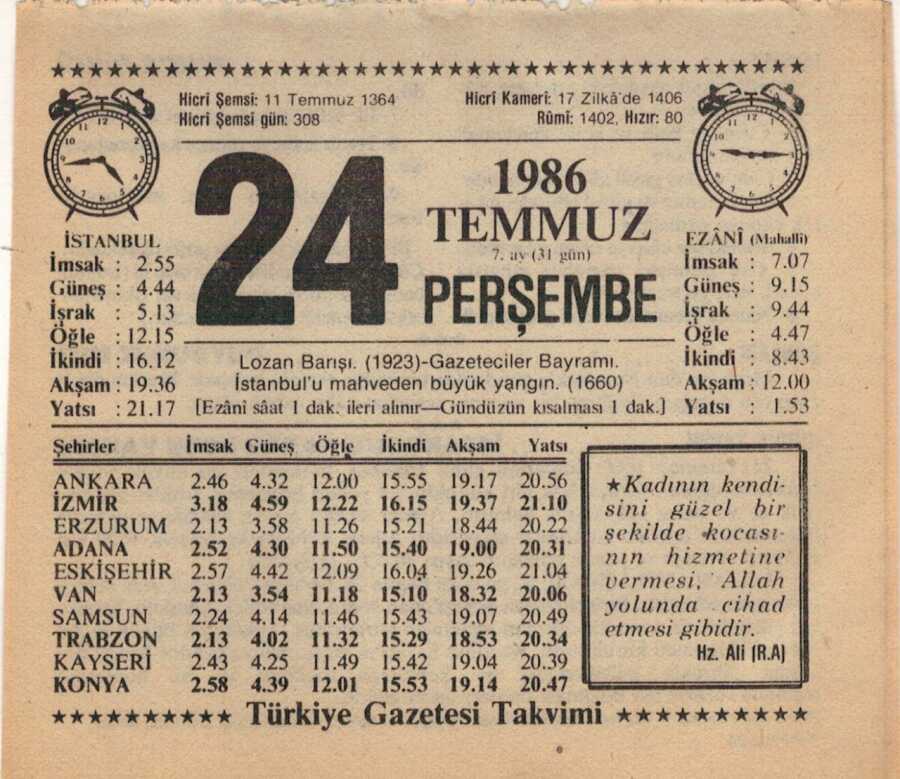 Hicrî Şemsî: 11 Temmuz 1364
Hicrî Şemsî gün: 308
Hicrî Kamerî: 17 Zilkâ'de 1406
Rûmî: 1402, Hızır: 80
24
1986
TEMMUZ
7. ay (31 gün)
PERŞEMBE
İSTANBUL
İmsak : 2.55
Güneş : 4.44
İşrak : 5.13
Öğle : 12.15
İkindi : 16.12
Akşam : 19.36
Yatsı : 21.17
EZÂNÎ (Mahallî)
İmsak : 7.07
Güneş : 9.15
İşrak : 9.44
Öğle : 4.47
İkindi : 8.43
Akşam : 12.00
Yatsı : 1.53
Lozan Barışı. (1923)-Gazeteciler Bayramı.
İstanbul'u mahveden büyük yangın. (1660)
[Ezânî sâat 1 dak. ileri alınır—Gündüzün kısalması 1 dak.]
Şehirler İmsak Güneş Öğle İkindi Akşam Yatsı
ANKARA 2.46 4.32 12.00 15.55 19.17 20.56
İZMİR 3.18 4.59 12.22 16.15 19.37 21.10
ERZURUM 2.13 3.58 11.26 15.21 18.44 20.22
ADANA 2.52 4.30 11.50 15.40 19.00 20.31
ESKİŞEHİR 2.57 4.42 12.09 16.04 19.26 21.04
VAN 2.13 3.54 11.18 15.10 18.32 20.06
SAMSUN 2.24 4.14 11.46 15.43 19.07 20.49
TRABZON 2.13 4.02 11.32 15.29 18.53 20.34
KAYSERİ 2.43 4.25 11.49 15.42 19.04 20.39
KONYA 2.58 4.39 12.01 15.53 19.14 20.47
★Kadının kendi-
sini güzel bir
şekilde kocası-
nın hizmetine
vermesi, Allah
yolunda cihad
etmesi gibidir.
Hz. Ali (R.A)
Türkiye Gazetesi Takvimi